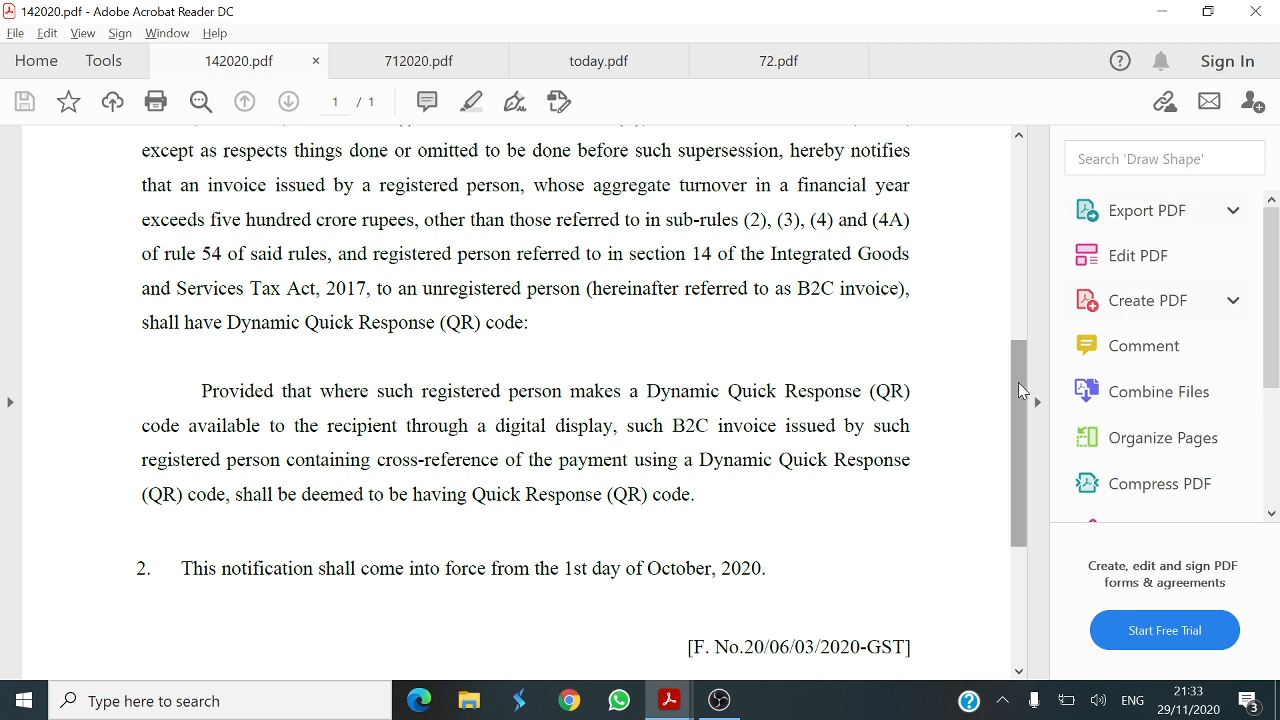 142020.pdf - Adobe Acrobat Reader DC
File Edit View Sign Window Help
Home Tools 142020.pdf × 712020.pdf today.pdf 72.pdf Sign In
1 / 1
except as respects things done or omitted to be done before such supersession, hereby notifies
that an invoice issued by a registered person, whose aggregate turnover in a financial year
exceeds five hundred crore rupees, other than those referred to in sub-rules (2), (3), (4) and (4A)
of rule 54 of said rules, and registered person referred to in section 14 of the Integrated Goods
and Services Tax Act, 2017, to an unregistered person (hereinafter referred to as B2C invoice),
shall have Dynamic Quick Response (QR) code:
Provided that where such registered person makes a Dynamic Quick Response (QR)
code available to the recipient through a digital display, such B2C invoice issued by such
registered person containing cross-reference of the payment using a Dynamic Quick Response
(QR) code, shall be deemed to be having Quick Response (QR) code.
2. This notification shall come into force from the 1st day of October, 2020.
[F. No.20/06/03/2020-GST]
Search 'Draw Shape'
Export PDF
Edit PDF
Create PDF
Comment
Combine Files
Organize Pages
Compress PDF
Create, edit and sign PDF
forms & agreements
Start Free Trial
Type here to search
ENG
21:33
29/11/2020
3